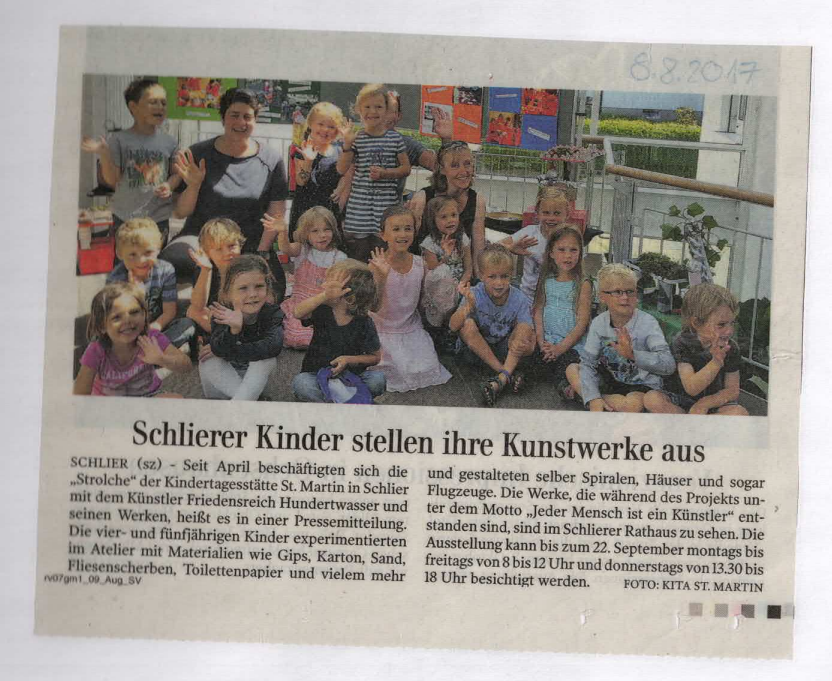 8.8.2017
CALIFORNIA
Schlierer Kinder stellen ihre Kunstwerke aus
SCHLIER (sz) - Seit April beschäftigten sich die
„Strolche“ der Kindertagesstätte St. Martin in Schlier
mit dem Künstler Friedensreich Hundertwasser und
seinen Werken, heißt es in einer Pressemitteilung.
Die vier- und fünfjährigen Kinder experimentierten
im Atelier mit Materialien wie Gips, Karton, Sand,
Fliesenscherben, Toilettenpapier und vielem mehr
und gestalteten selber Spiralen, Häuser und sogar
Flugzeuge. Die Werke, die während des Projekts un-
ter dem Motto „Jeder Mensch ist ein Künstler“ ent-
standen sind, sind im Schlierer Rathaus zu sehen. Die
Ausstellung kann bis zum 22. September montags bis
freitags von 8 bis 12 Uhr und donnerstags von 13.30 bis
18 Uhr besichtigt werden.
FOTO: KITA ST. MARTIN
rv07gm1_09_Aug_SV